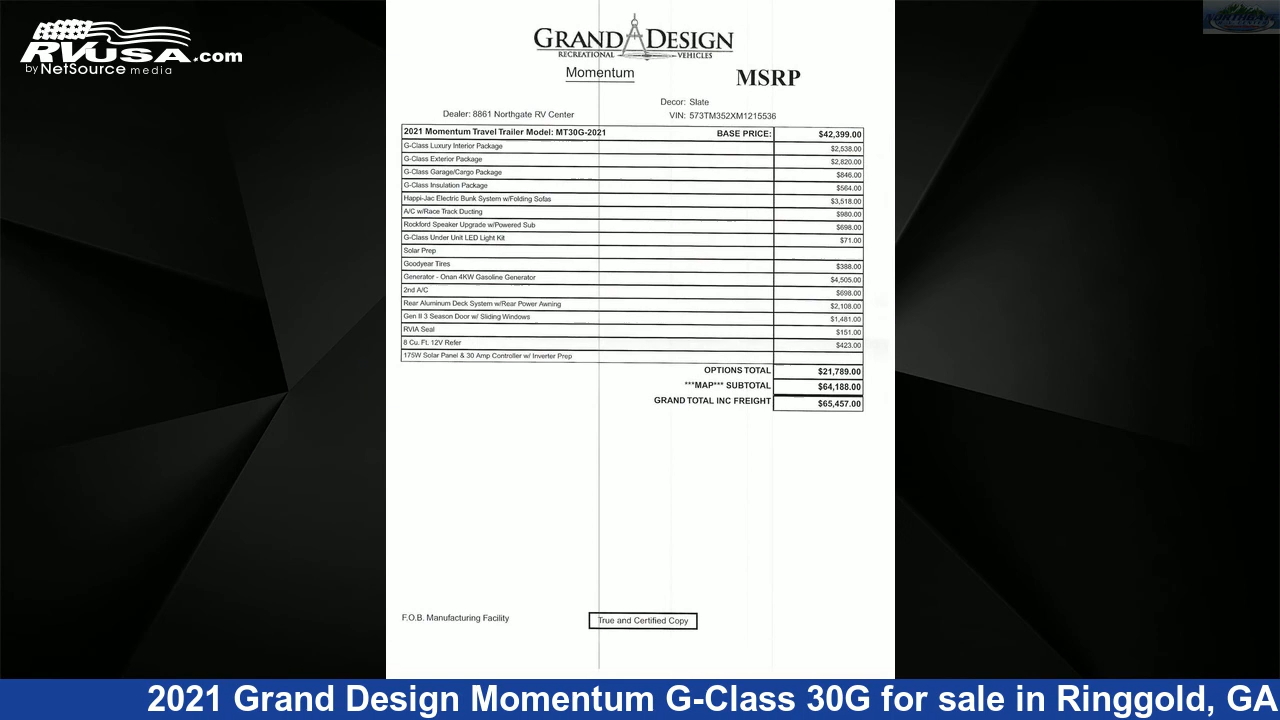 RVUSA.com
by NetSource media
GRAND DESIGN
RECREATIONAL VEHICLES
Momentum
MSRP
Decor: Slate
Dealer: 8861 Northgate RV Center
VIN: 573TM352XM1215536
2021 Momentum Travel Trailer Model: MT30G-2021 BASE PRICE: $42,399.00
G-Class Luxury Interior Package $2,538.00
G-Class Exterior Package $2,820.00
G-Class Garage/Cargo Package $846.00
G-Class Insulation Package $564.00
Happi-Jac Electric Bunk System w/Folding Sofas $3,518.00
A/C w/Race Track Ducting $980.00
Rockford Speaker Upgrade w/Powered Sub $698.00
G-Class Under Unit LED Light Kit $71.00
Solar Prep
Goodyear Tires $388.00
Generator - Onan 4KW Gasoline Generator $4,505.00
2nd A/C $698.00
Rear Aluminum Deck System w/Rear Power Awning $2,108.00
Gen II 3 Season Door w/ Sliding Windows $1,481.00
RVIA Seal $151.00
8 Cu. Ft. 12V Refer $423.00
175W Solar Panel & 30 Amp Controller w/ Inverter Prep
OPTIONS TOTAL $21,789.00
***MAP*** SUBTOTAL $64,188.00
GRAND TOTAL INC FREIGHT $65,457.00
F.O.B. Manufacturing Facility
True and Certified Copy
2021 Grand Design Momentum G-Class 30G for sale in Ringgold, GA